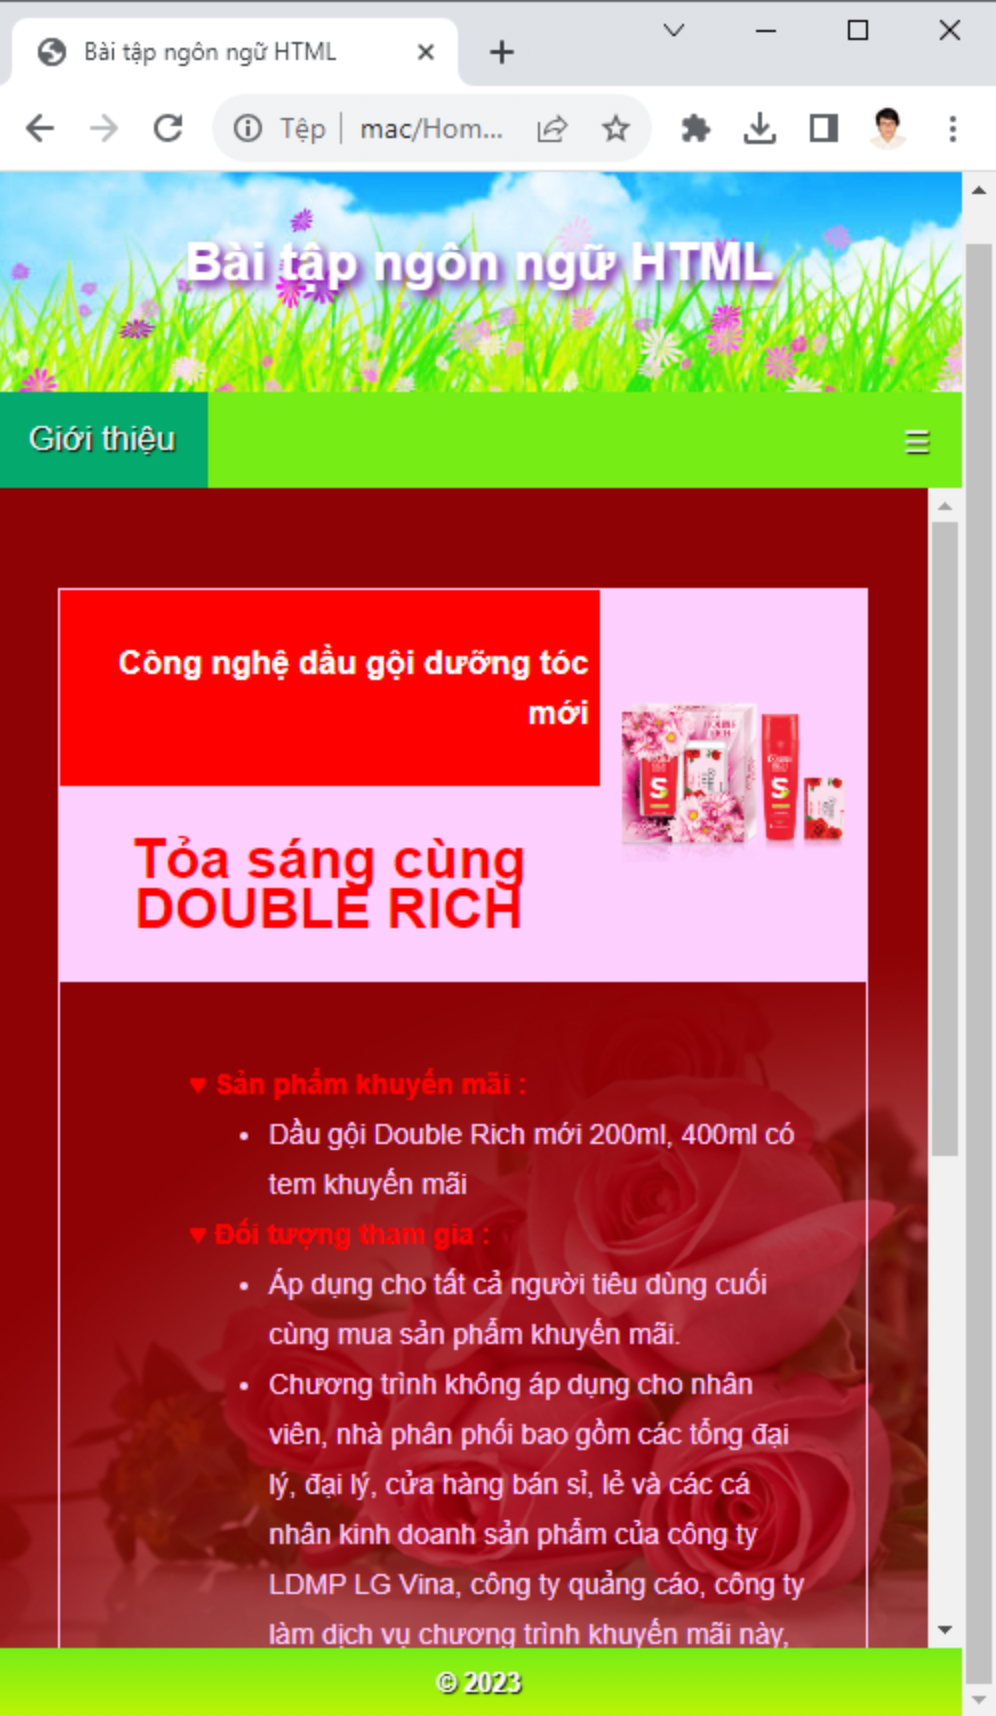 Bài tập ngôn ngữ HTML
Tệp | mac/Hom...
Bài tập ngôn ngữ HTML
Giới thiệu
☰
Công nghệ dầu gội dưỡng tóc
mới
Tỏa sáng cùng
DOUBLE RICH
♥ Sản phẩm khuyến mãi :
• Dầu gội Double Rich mới 200ml, 400ml có
tem khuyến mãi
♥ Đối tượng tham gia :
• Áp dụng cho tất cả người tiêu dùng cuối
cùng mua sản phẩm khuyến mãi.
• Chương trình không áp dụng cho nhân
viên, nhà phân phối bao gồm các tổng đại
lý, đại lý, cửa hàng bán sỉ, lẻ và các cá
nhân kinh doanh sản phẩm của công ty
LDMP LG Vina, công ty quảng cáo, công ty
làm dịch vụ chương trình khuyến mãi này,
© 2023